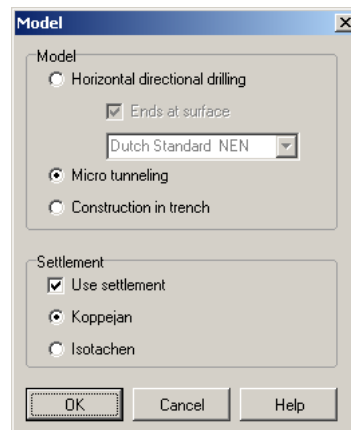 Model
Model
Horizontal directional drilling
Ends at surface
Dutch Standard NEN
Micro tunneling
Construction in trench
Settlement
Use settlement
Koppejan
Isotachen
OK Cancel Help